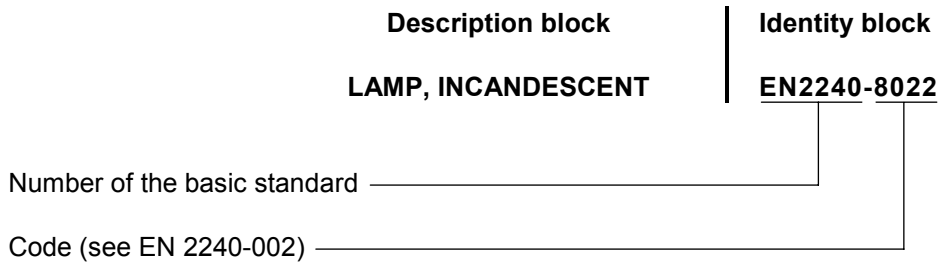 Description block Identity block
LAMP, INCANDESCENT EN2240-8022
Number of the basic standard
Code (see EN 2240-002)